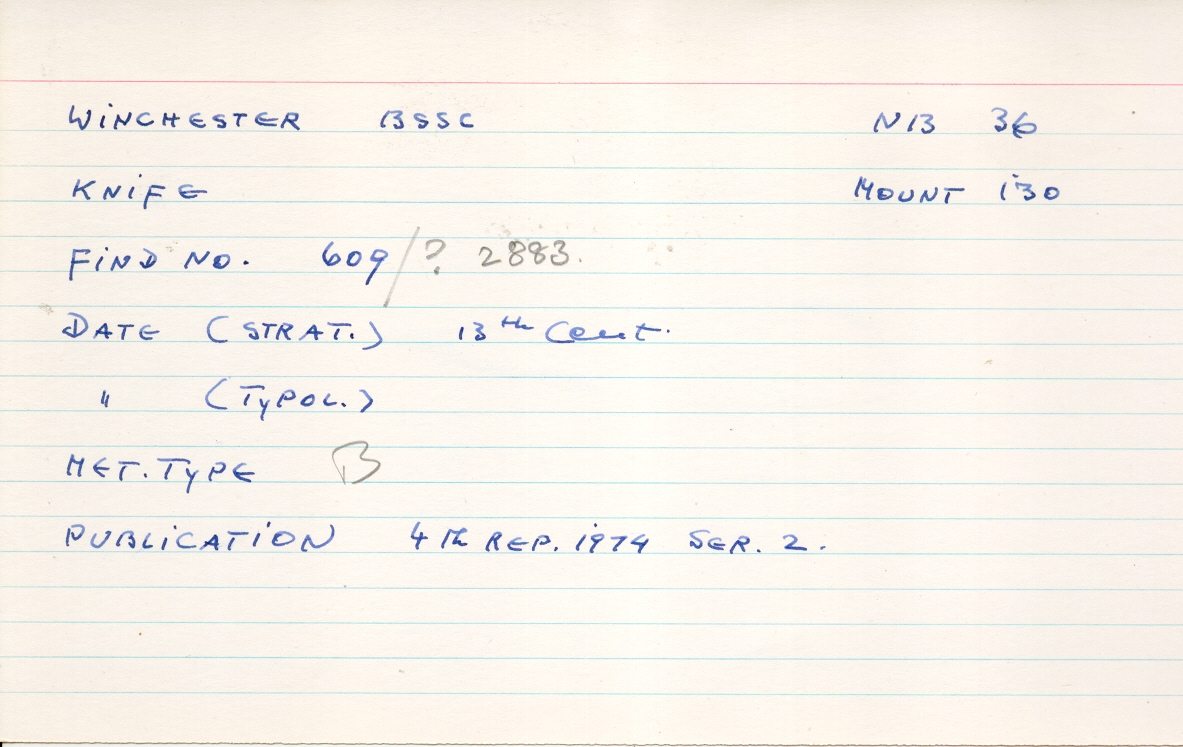 WINCHESTER BSSC NB 36
KNIFE MOUNT 130
FIND NO. 609/? 2883.
DATE (STRAT.) 13th Cent.
" (TYPOL.)
MET. TYPE B
PUBLICATION 4th REP. 1974 SER. 2.